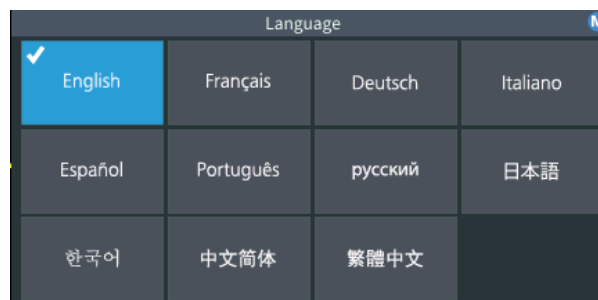 Language
English
Français
Deutsch
Italiano
Español
Português
русский
日本語
한국어
中文简体
繁體中文